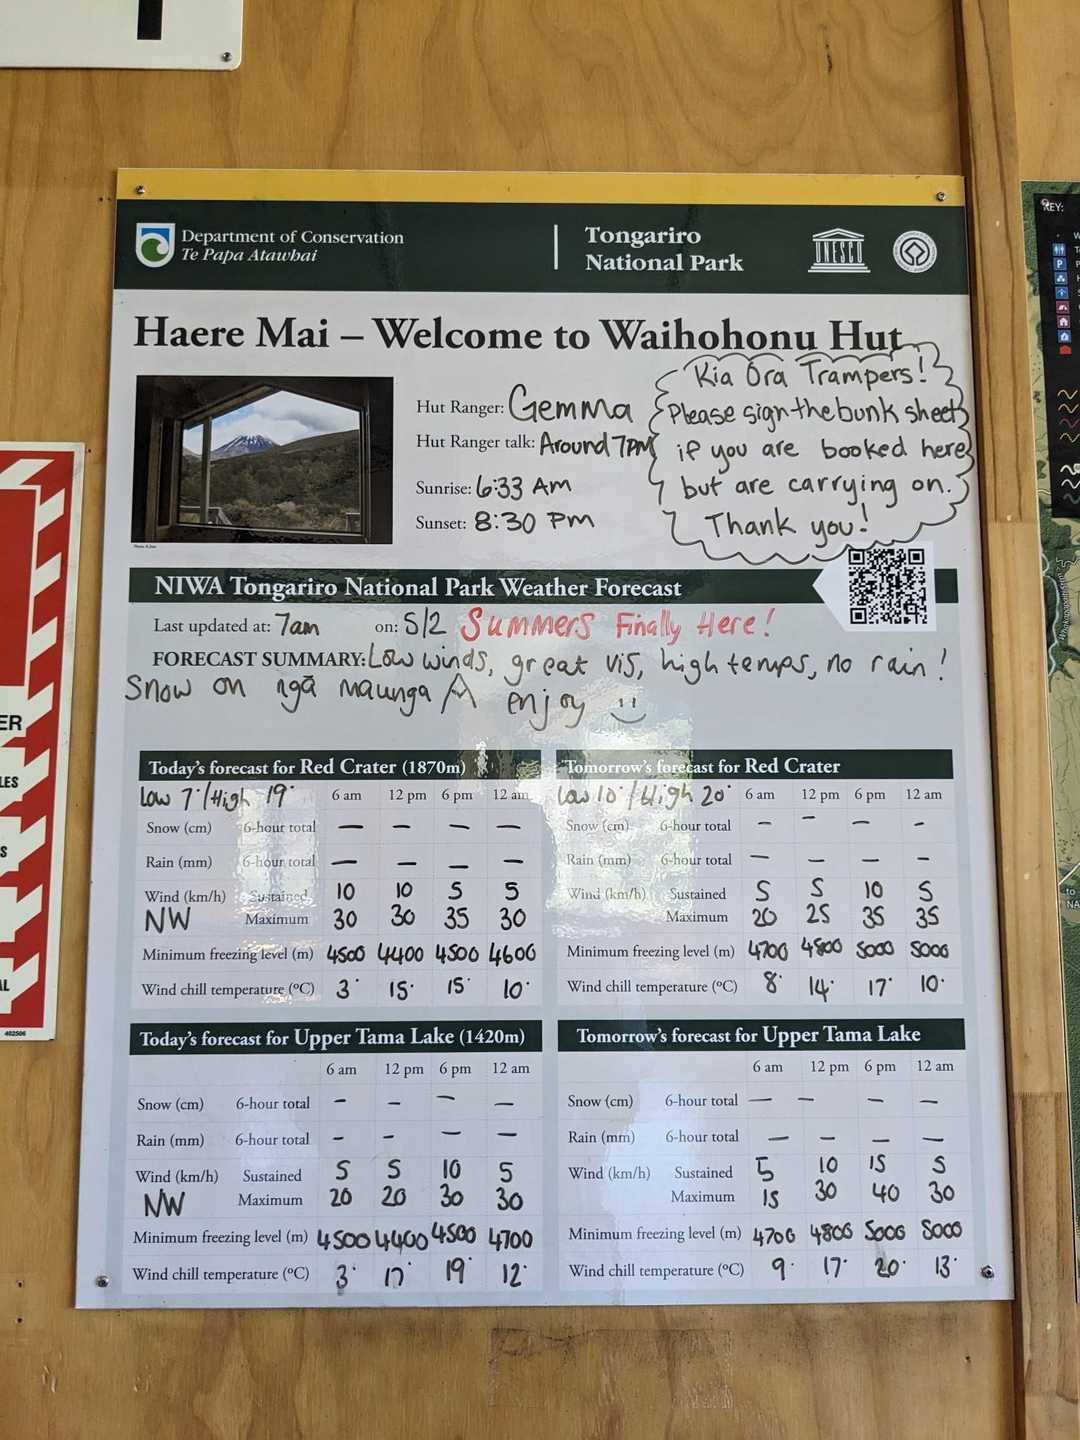 Department of Conservation
Te Papa Atawhai
Tongariro
National Park
UNESCO
KEY:
Haere Mai – Welcome to Waihohonu Hut
Hut Ranger: Gemma
Hut Ranger talk: Around 7pm
Sunrise: 6:33 AM
Sunset: 8:30 PM
Kia Ora Trampers!
Please sign the bunk sheet
if you are booked here
but are carrying on.
Thank you!
NIWA Tongariro National Park Weather Forecast
Last updated at: 7am on: 5/2 Summers Finally Here!
FORECAST SUMMARY: Low winds, great vis, high temps, no rain!
Snow on ngā maunga enjoy
Today's forecast for Red Crater (1870m)
Low 7°/High 19° 6 am 12 pm 6 pm 12 am
Snow (cm) 6-hour total – – – –
Rain (mm) 6-hour total – – – –
Wind (km/h) Sustained 10 10 5 5
NW Maximum 30 30 35 30
Minimum freezing level (m) 4500 4400 4500 4600
Wind chill temperature (°C) 3° 15° 15° 10°
Tomorrow's forecast for Red Crater
Low 10°/High 20° 6 am 12 pm 6 pm 12 am
Snow (cm) 6-hour total – – – –
Rain (mm) 6-hour total – – – –
Wind (km/h) Sustained 5 5 10 5
Maximum 20 25 35 35
Minimum freezing level (m) 4700 4800 5000 5000
Wind chill temperature (°C) 8° 14° 17° 10°
Today's forecast for Upper Tama Lake (1420m)
6 am 12 pm 6 pm 12 am
Snow (cm) 6-hour total – – – –
Rain (mm) 6-hour total – – – –
Wind (km/h) Sustained 5 5 10 5
NW Maximum 20 20 30 30
Minimum freezing level (m) 4500 4400 4500 4700
Wind chill temperature (°C) 3° 17° 19° 12°
Tomorrow's forecast for Upper Tama Lake
6 am 12 pm 6 pm 12 am
Snow (cm) 6-hour total – – – –
Rain (mm) 6-hour total – – – –
Wind (km/h) Sustained 5 10 15 5
Maximum 15 30 40 30
Minimum freezing level (m) 4700 4800 5000 5000
Wind chill temperature (°C) 9° 17° 20° 13°
402506